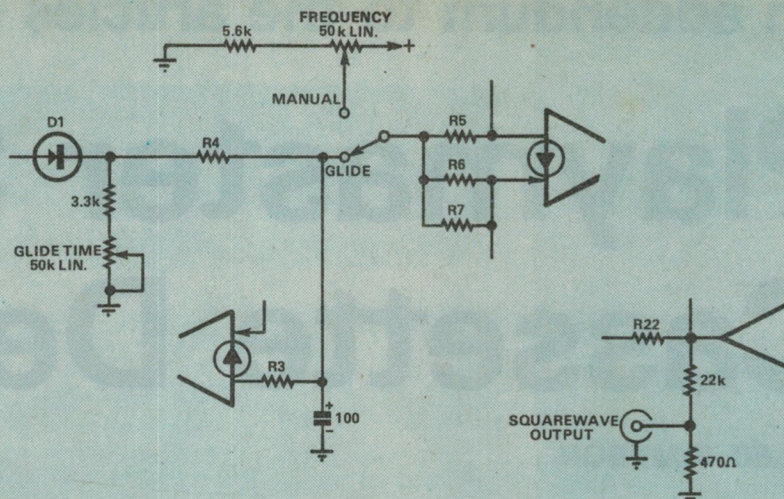 FREQUENCY
50k LIN.
5.6k
+
MANUAL
D1
R4
R5
GLIDE
R6
3.3k
R7
GLIDE TIME
50k LIN.
R22
R3
22k
+
100
−
SQUAREWAVE
OUTPUT
470Ω